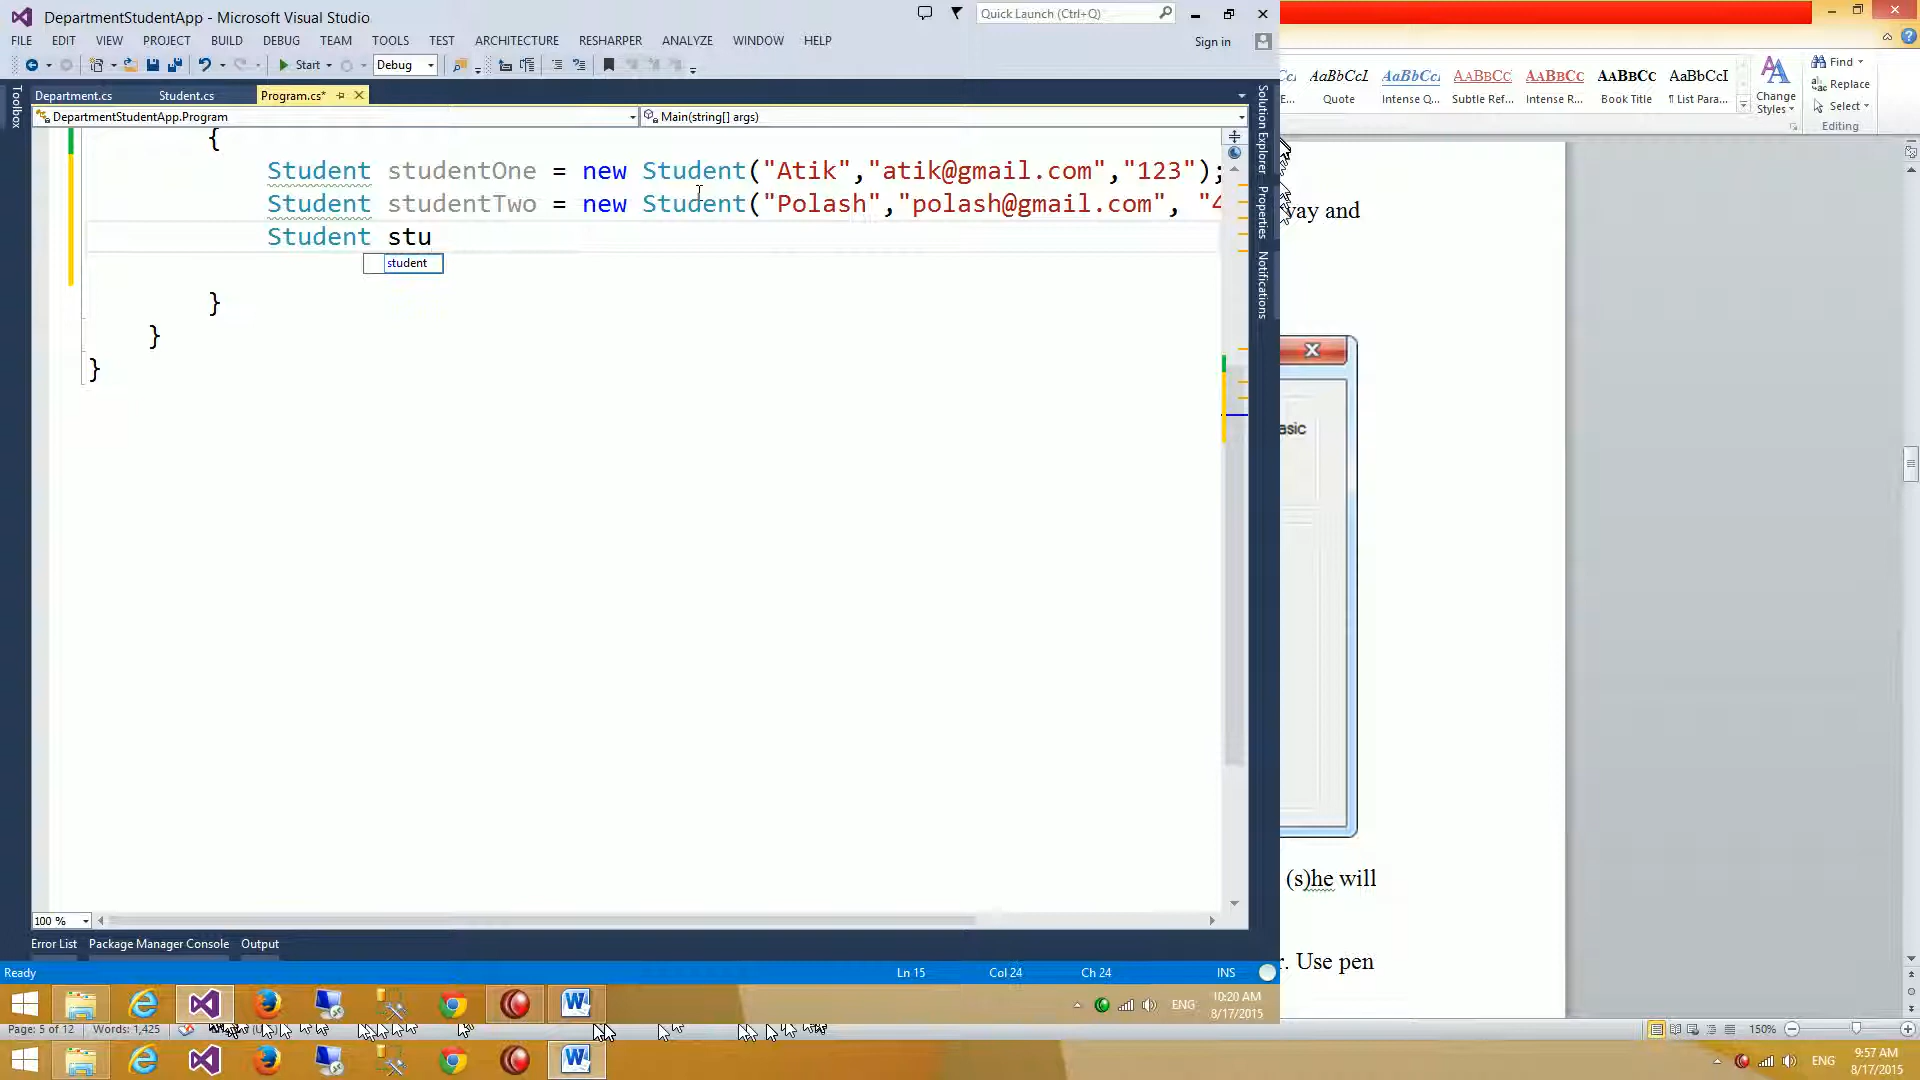 DepartmentStudentApp - Microsoft Visual Studio
Quick Launch (Ctrl+Q)
FILE EDIT VIEW PROJECT BUILD DEBUG TEAM TOOLS TEST ARCHITECTURE RESHARPER ANALYZE WINDOW HELP
Sign in
Start Debug
Department.cs Student.cs Program.cs*
DepartmentStudentApp.Program Main(string[] args)
{
Student studentOne = new Student("Atik","atik@gmail.com","123");
Student studentTwo = new Student("Polash","polash@gmail.com", "4
Student stu
student
}
}
}
Toolbox
Solution Explorer
Properties
Notifications
100 %
Error List Package Manager Console Output
Ready Ln 15 Col 24 Ch 24 INS
ENG
10:20 AM
8/17/2015
AaBbCcI AaBbCcI AABBCC AABBCC AABBCC AaBbCcI
E... Quote Intense Q... Subtle Ref... Intense R... Book Title ¶ List Para...
Change
Styles
Find
Replace
Select
Editing
way and
asic
(s)he will
r. Use pen
Page: 5 of 12 Words: 1,425
150%
ENG
9:57 AM
8/17/2015